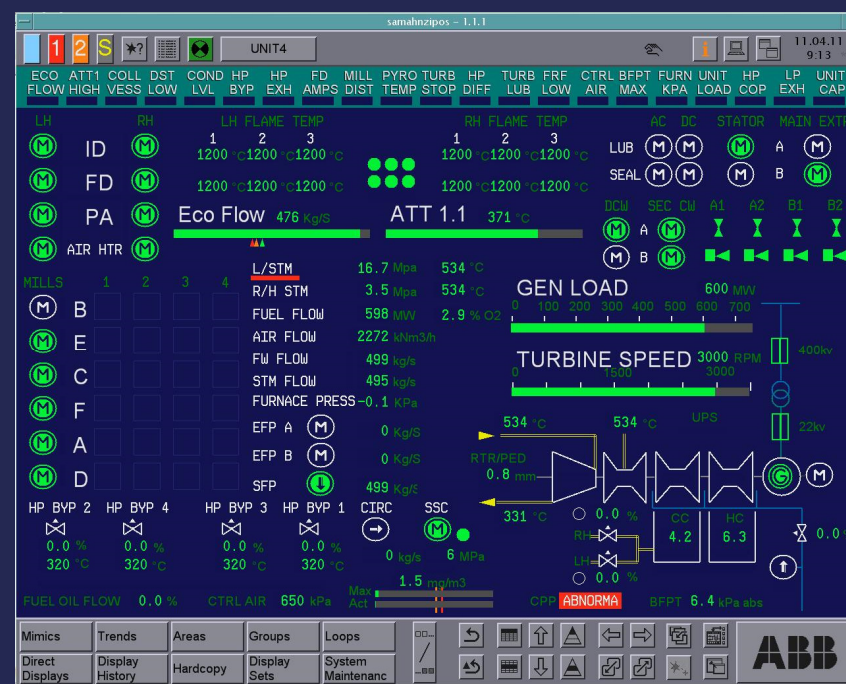 samahnzipos - 1.1.1
1 2 S *? UNIT4 i 11.04.11
9:13
ECO ATT1 COLL DST COND HP HP FD MILL PYRO TURB HP TURB FRF CTRL BFPT FURN UNIT HP LP UNIT
FLOW HIGH VESS LOW LVL BYP EXH AMPS DIST TEMP STOP DIFF LUB LOW AIR MAX KPA LOAD COP EXH CAP
LH RH LH FLAME TEMP RH FLAME TEMP AC DC STATOR MAIN EXTR
1 2 3 1 2 3
M ID M 1200 °C 1200 °C 1200 °C 1200 °C 1200 °C 1200 °C LUB M M M A M
M FD M 1200 °C 1200 °C 1200 °C 1200 °C 1200 °C 1200 °C SEAL M M M B M
DCW SEC CW A1 A2 B1 B2
M PA M Eco Flow 476 Kg/S ATT 1.1 371 °C M A M
M AIR HTR M M B M
MILLS 1 2 3 4
L/STM 16.7 Mpa 534 °C
R/H STM 3.5 Mpa 534 °C GEN LOAD 600 MW
M B FUEL FLOW 598 MW 2.9 % O2 0 100 200 300 400 500 600 700
M E AIR FLOW 2272 kNm3/h
FW FLOW 499 kg/s TURBINE SPEED 3000 RPM 400kv
M C STM FLOW 495 kg/s 0 1500 3000
FURNACE PRESS -0.1 KPa
M F EFP A M 0 Kg/S 534 °C 534 °C UPS 22kv
M A EFP B M 0 Kg/S RTR/PED
M D SFP 499 Kg/S 0.8 mm G M
HP BYP 2 HP BYP 4 HP BYP 3 HP BYP 1 CIRC SSC 331 °C 0.0 % CC HC
M RH 4.2 6.3 0.0
0.0 % 0.0 % 0.0 % 0.0 % 0 kg/s 6 MPa LH
320 °C 320 °C 320 °C 320 °C 0.0 %
1.5 mg/m3
FUEL OIL FLOW 0.0 % CTRL AIR 650 kPa Max
Act CPP ABNORMA BFPT 6.4 kPa abs
Mimics Trends Areas Groups Loops
Direct Displays Display History Hardcopy Display Sets System Maintenanc
ABB